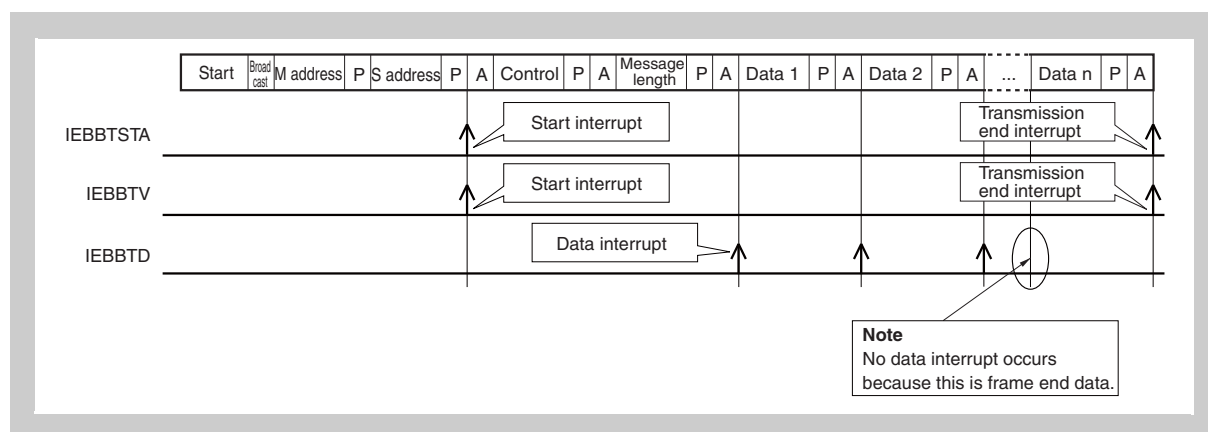 Start Broad cast M address P S address P A Control P A Message length P A Data 1 P A Data 2 P A ... Data n P A
IEBBTSTA
Start interrupt
Transmission
end interrupt
IEBBTV
Start interrupt
Transmission
end interrupt
IEBBTD
Data interrupt
Note
No data interrupt occurs
because this is frame end data.